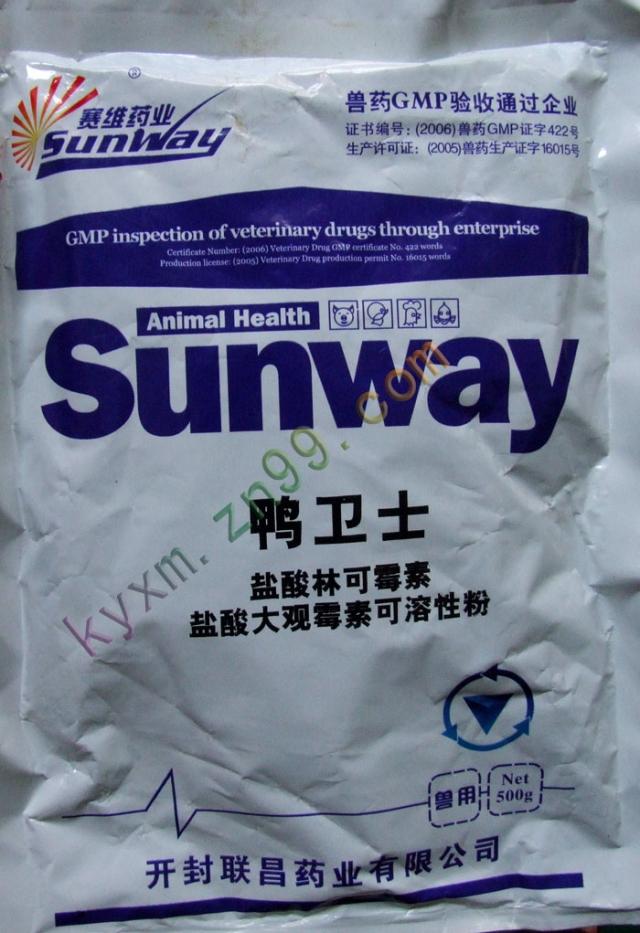 ®
赛维药业
Sunway
兽药GMP验收通过企业
证书编号：(2006)兽药GMP证字422号
生产许可证：(2005)兽药生产证字16015号
GMP inspection of veterinary drugs through enterprise
Certificate Number: (2006) Veterinary Drug GMP certificate No. 422 words
Production license: (2005) Veterinary Drug production permit No. 16015 words
Animal Health
Sunway
kyxm.zn99.com
鸭卫士
盐酸林可霉素
盐酸大观霉素可溶性粉
兽用
Net
500g
开封联昌药业有限公司